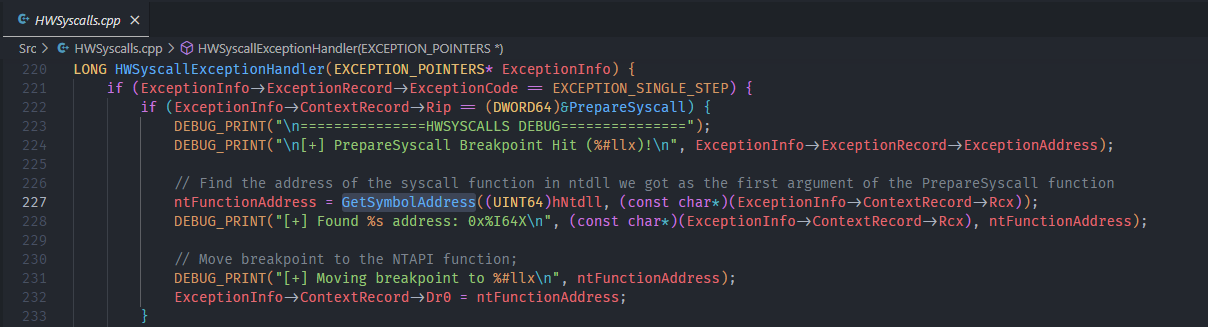 HWSyscalls.cpp ×
Src > HWSyscalls.cpp > HWSyscallExceptionHandler(EXCEPTION_POINTERS *)
220 LONG HWSyscallExceptionHandler(EXCEPTION_POINTERS* ExceptionInfo) {
221 if (ExceptionInfo->ExceptionRecord->ExceptionCode == EXCEPTION_SINGLE_STEP) {
222 if (ExceptionInfo->ContextRecord->Rip == (DWORD64)&PrepareSyscall) {
223 DEBUG_PRINT("\n===============HWSYSCALLS DEBUG===============");
224 DEBUG_PRINT("\n[+] PrepareSyscall Breakpoint Hit (%#llx)!\n", ExceptionInfo->ExceptionRecord->ExceptionAddress);
225
226 // Find the address of the syscall function in ntdll we got as the first argument of the PrepareSyscall function
227 ntFunctionAddress = GetSymbolAddress((UINT64)hNtdll, (const char*)(ExceptionInfo->ContextRecord->Rcx));
228 DEBUG_PRINT("[+] Found %s address: 0x%I64X\n", (const char*)(ExceptionInfo->ContextRecord->Rcx), ntFunctionAddress);
229
230 // Move breakpoint to the NTAPI function;
231 DEBUG_PRINT("[+] Moving breakpoint to %#llx\n", ntFunctionAddress);
232 ExceptionInfo->ContextRecord->Dr0 = ntFunctionAddress;
233 }